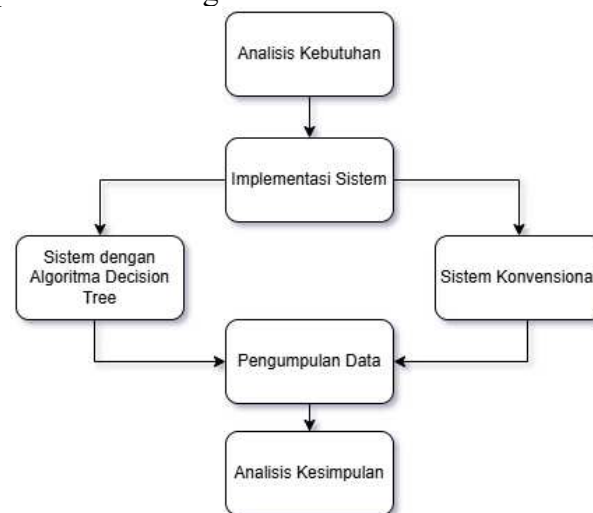 Analisis Kebutuhan
Implementasi Sistem
Sistem dengan
Algoritma Decision
Tree
Sistem Konvensiona
Pengumpulan Data
Analisis Kesimpulan